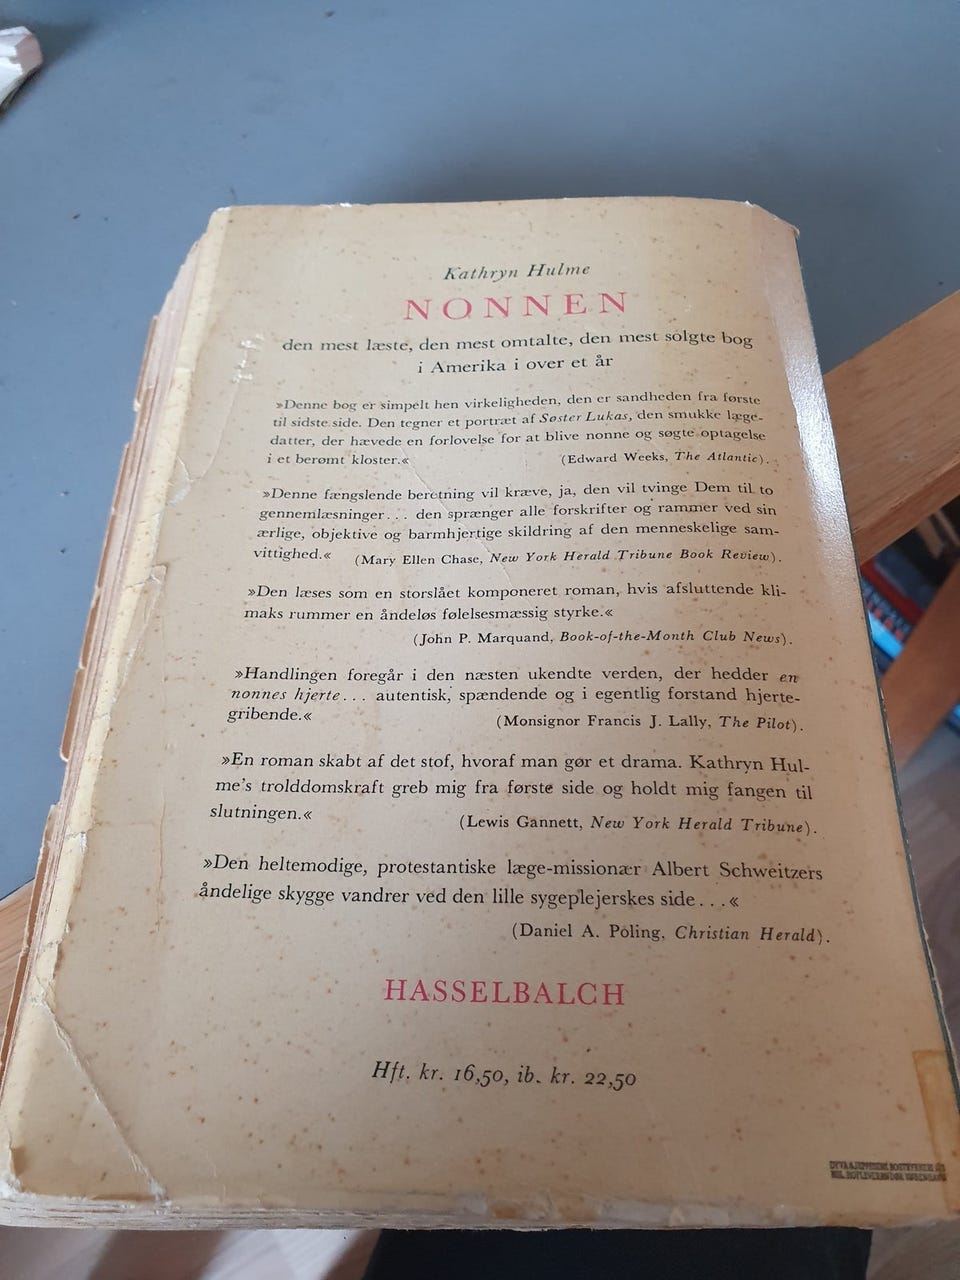 Kathryn Hulme
NONNEN
den mest læste, den mest omtalte, den mest solgte bog
i Amerika i over et år
»Denne bog er simpelt hen virkeligheden, den er sandheden fra første
til sidste side. Den tegner et portræt af Søster Lukas, den smukke læge-
datter, der hævede en forlovelse for at blive nonne og søgte optagelse
i et berømt kloster.« (Edward Weeks, The Atlantic).
»Denne fængslende beretning vil kræve, ja, den vil tvinge Dem til to
gennemlæsninger... den sprænger alle forskrifter og rammer ved sin
ærlige, objektive og barmhjertige skildring af den menneskelige sam-
vittighed.« (Mary Ellen Chase, New York Herald Tribune Book Review).
»Den læses som en storslået komponeret roman, hvis afsluttende kli-
maks rummer en åndeløs følelsesmæssig styrke.«
(John P. Marquand, Book-of-the-Month Club News).
»Handlingen foregår i den næsten ukendte verden, der hedder en
nonnes hjerte... autentisk, spændende og i egentlig forstand hjerte-
gribende.« (Monsignor Francis J. Lally, The Pilot).
»En roman skabt af det stof, hvoraf man gør et drama. Kathryn Hul-
me's trolddomskraft greb mig fra første side og holdt mig fangen til
slutningen.« (Lewis Gannett, New York Herald Tribune).
»Den heltemodige, protestantiske læge-missionær Albert Schweitzers
åndelige skygge vandrer ved den lille sygeplejerskes side...«
(Daniel A. Poling, Christian Herald).
HASSELBALCH
Hft. kr. 16,50, ib. kr. 22,50